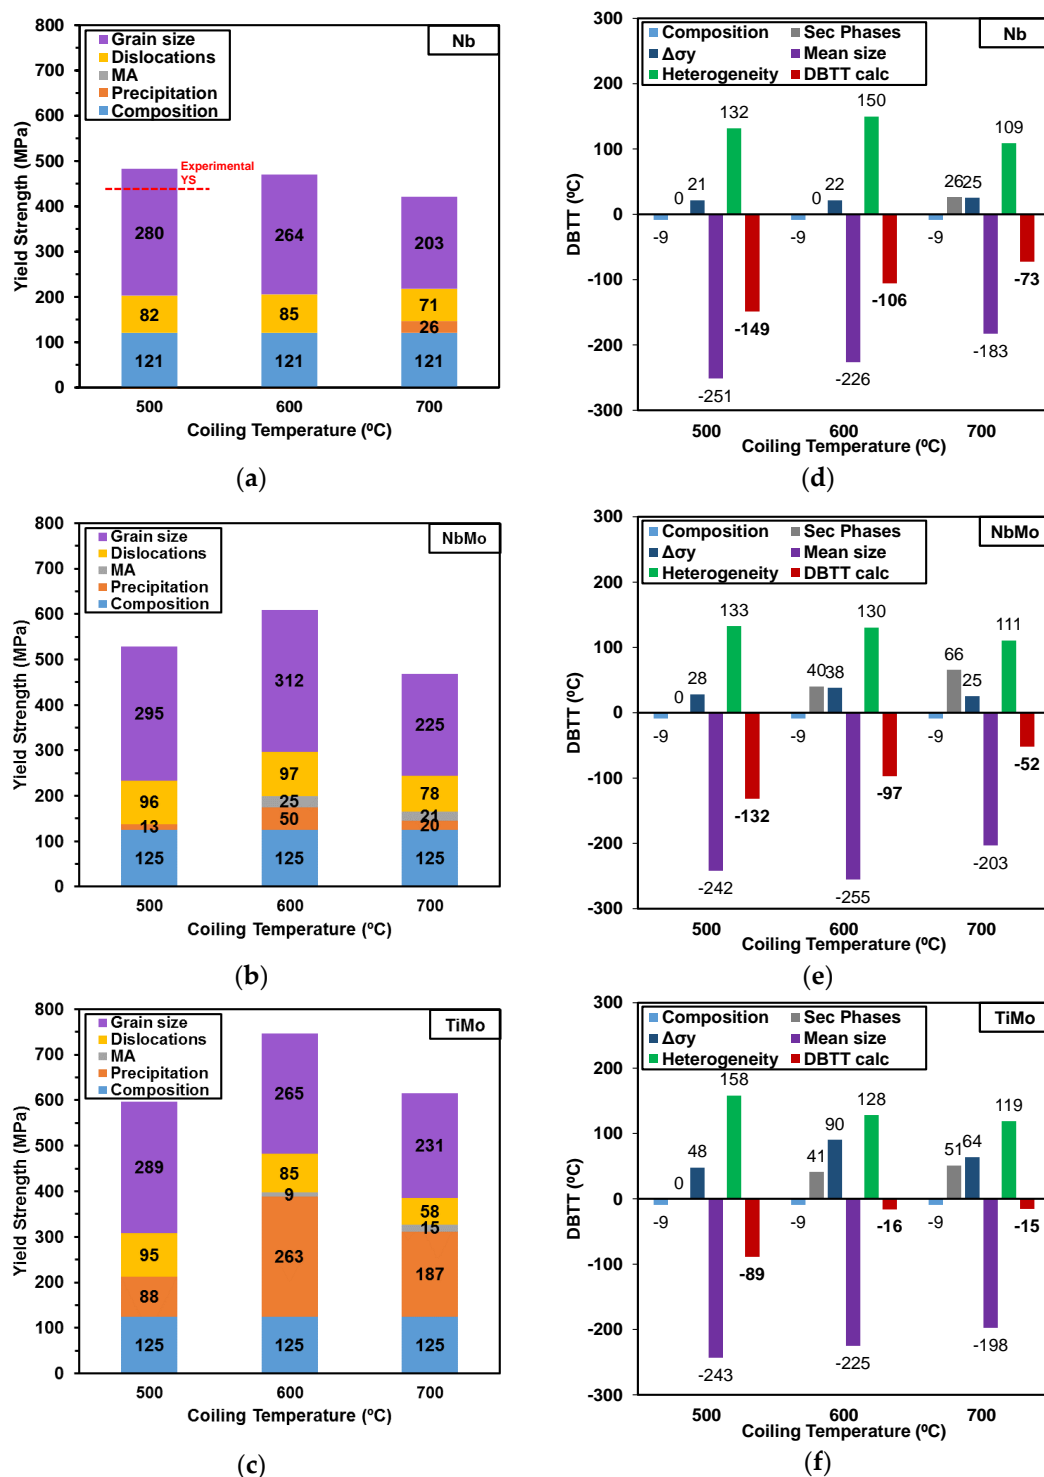 800
700
600
500
400
300
200
100
0
Yield Strength (MPa)
Grain size
Dislocations
MA
Precipitation
Composition
Nb
Experimental
YS
280 264 203
82 85 71
26
121 121 121
500 600 700
Coiling Temperature (ºC)
(a)
300
200
100
0
-100
-200
-300
DBTT (ºC)
Composition Sec Phases
Δσy Mean size
Heterogeneity DBTT calc
Nb
132 150 109
0 21 0 22 26 25
-9 -9 -9
-149 -106 -73
-251 -226 -183
500 600 700
Coiling Temperature (ºC)
(d)
800
700
600
500
400
300
200
100
0
Yield Strength (MPa)
Grain size
Dislocations
MA
Precipitation
Composition
NbMo
295 312 225
96 97 78
25 21
13 50 20
125 125 125
500 600 700
Coiling Temperature (ºC)
(b)
300
200
100
0
-100
-200
-300
DBTT (ºC)
Composition Sec Phases
Δσy Mean size
Heterogeneity DBTT calc
NbMo
133 130 111
0 28 40 38 66 25
-9 -9 -9
-132 -97 -52
-242 -255 -203
500 600 700
Coiling Temperature (ºC)
(e)
800
700
600
500
400
300
200
100
0
Yield Strength (MPa)
Grain size
Dislocations
MA
Precipitation
Composition
TiMo
289 265 231
95 85 58
9 15
88 263 187
125 125 125
500 600 700
Coiling Temperature (ºC)
(c)
300
200
100
0
-100
-200
-300
DBTT (ºC)
Composition Sec Phases
Δσy Mean size
Heterogeneity DBTT calc
TiMo
158 128 119
0 48 41 90 51 64
-9 -9 -9
-89 -16 -15
-243 -225 -198
500 600 700
Coiling Temperature (ºC)
(f)